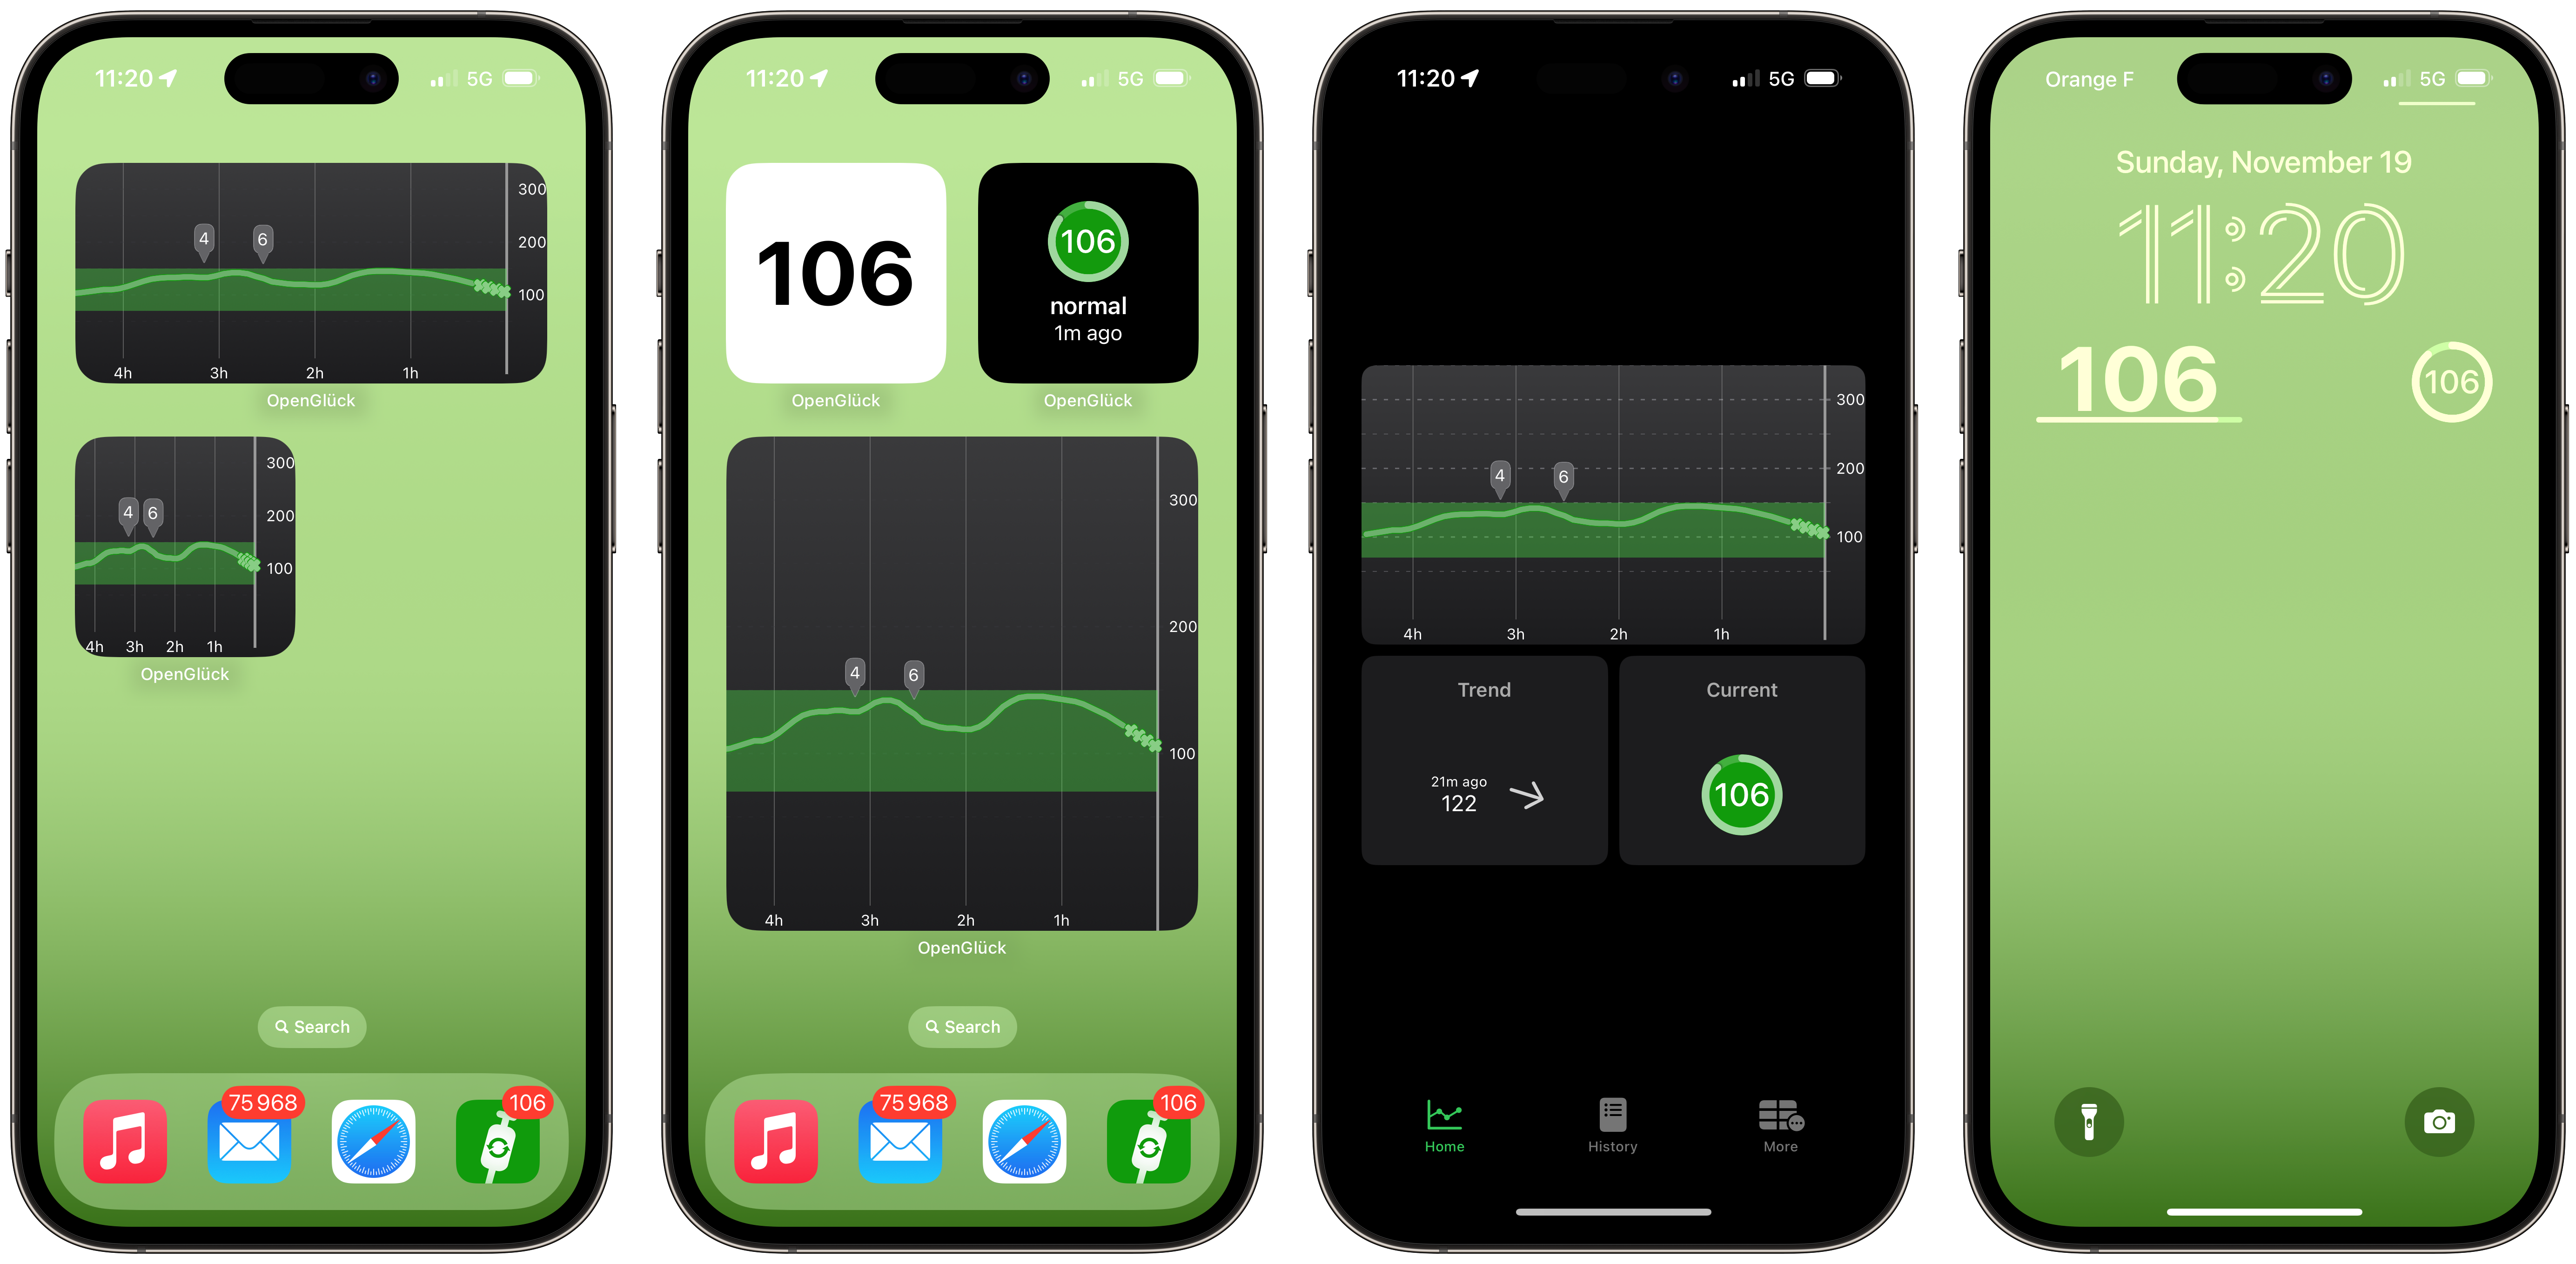 11:20 5G
300
4 6
200
100
4h 3h 2h 1h
OpenGlück
300
4 6
200
100
4h 3h 2h 1h
OpenGlück
Search
75 968 106
11:20 5G
106
106
normal
1m ago
OpenGlück OpenGlück
300
200
4 6
100
4h 3h 2h 1h
OpenGlück
Search
75 968 106
11:20 5G
300
4 6
200
100
4h 3h 2h 1h
Trend Current
21m ago
122
106
Home History More
Orange F 5G
Sunday, November 19
11:20
106 106